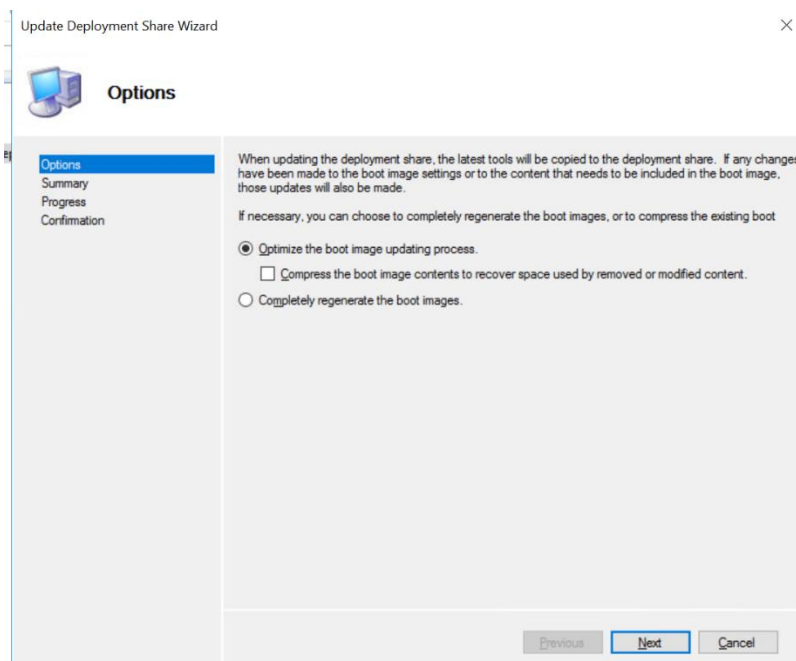 Update Deployment Share Wizard
Options
Options
Summary
Progress
Confirmation
When updating the deployment share, the latest tools will be copied to the deployment share. If any changes
have been made to the boot image settings or to the content that needs to be included in the boot image,
those updates will also be made.
If necessary, you can choose to completely regenerate the boot images, or to compress the existing boot
Optimize the boot image updating process.
Compress the boot image contents to recover space used by removed or modified content.
Completely regenerate the boot images.
Previous
Next
Cancel